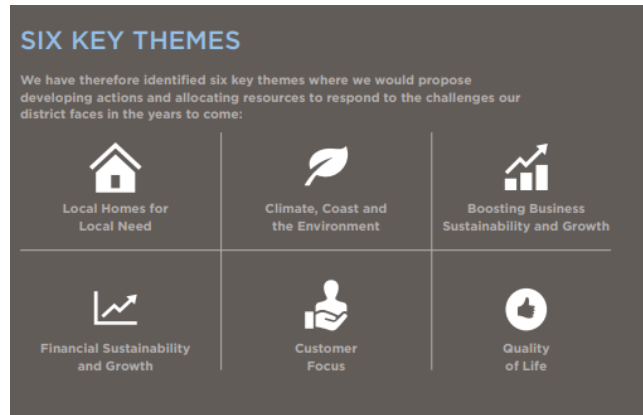 SIX KEY THEMES
We have therefore identified six key themes where we would propose
developing actions and allocating resources to respond to the challenges our
district faces in the years to come:
Local Homes for
Local Need
Climate, Coast and
the Environment
Boosting Business
Sustainability and Growth
Financial Sustainability
and Growth
Customer
Focus
Quality
of Life